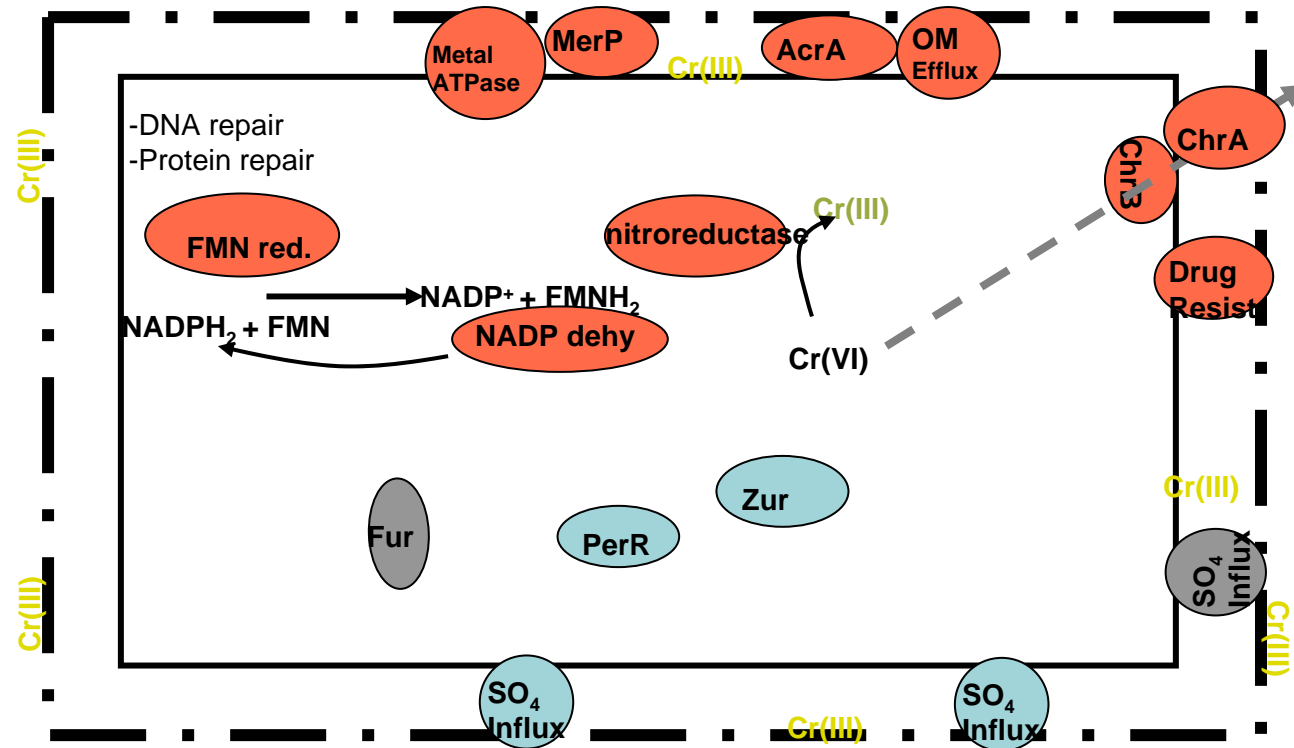 Metal
ATPase
MerP
Cr(III)
AcrA
OM
Efflux
Cr(III)
-DNA repair
-Protein repair
ChrB
ChrA
FMN red.
nitroreductase
Cr(III)
Drug
Resist
NADP⁺ + FMNH₂
NADPH₂ + FMN
NADP dehy
Cr(VI)
Cr(III)
Zur
Fur
PerR
SO₄
Influx
Cr(III)
Cr(III)
SO₄
Influx
SO₄
Influx
Cr(III)